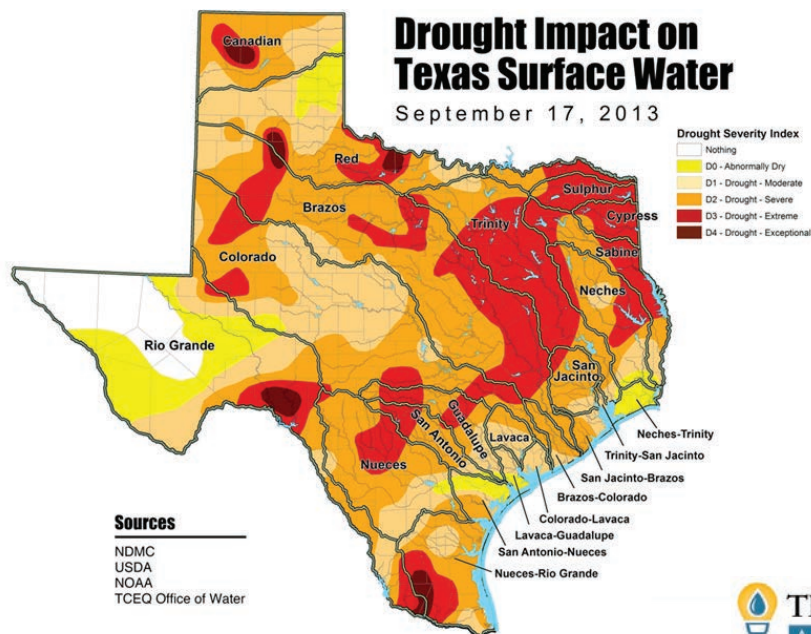 Drought Impact on
Texas Surface Water
September 17, 2013
Drought Severity Index
Nothing
D0 - Abnormally Dry
D1 - Drought - Moderate
D2 - Drought - Severe
D3 - Drought - Extreme
D4 - Drought - Exceptional
Canadian
Red
Sulphur
Brazos
Trinity
Cypress
Sabine
Colorado
Neches
Rio Grande
San
Jacinto
Guadalupe
San Antonio
Lavaca
Nueces
Neches-Trinity
Trinity-San Jacinto
San Jacinto-Brazos
Brazos-Colorado
Colorado-Lavaca
Lavaca-Guadalupe
San Antonio-Nueces
Nueces-Rio Grande
Sources
NDMC
USDA
NOAA
TCEQ Office of Water